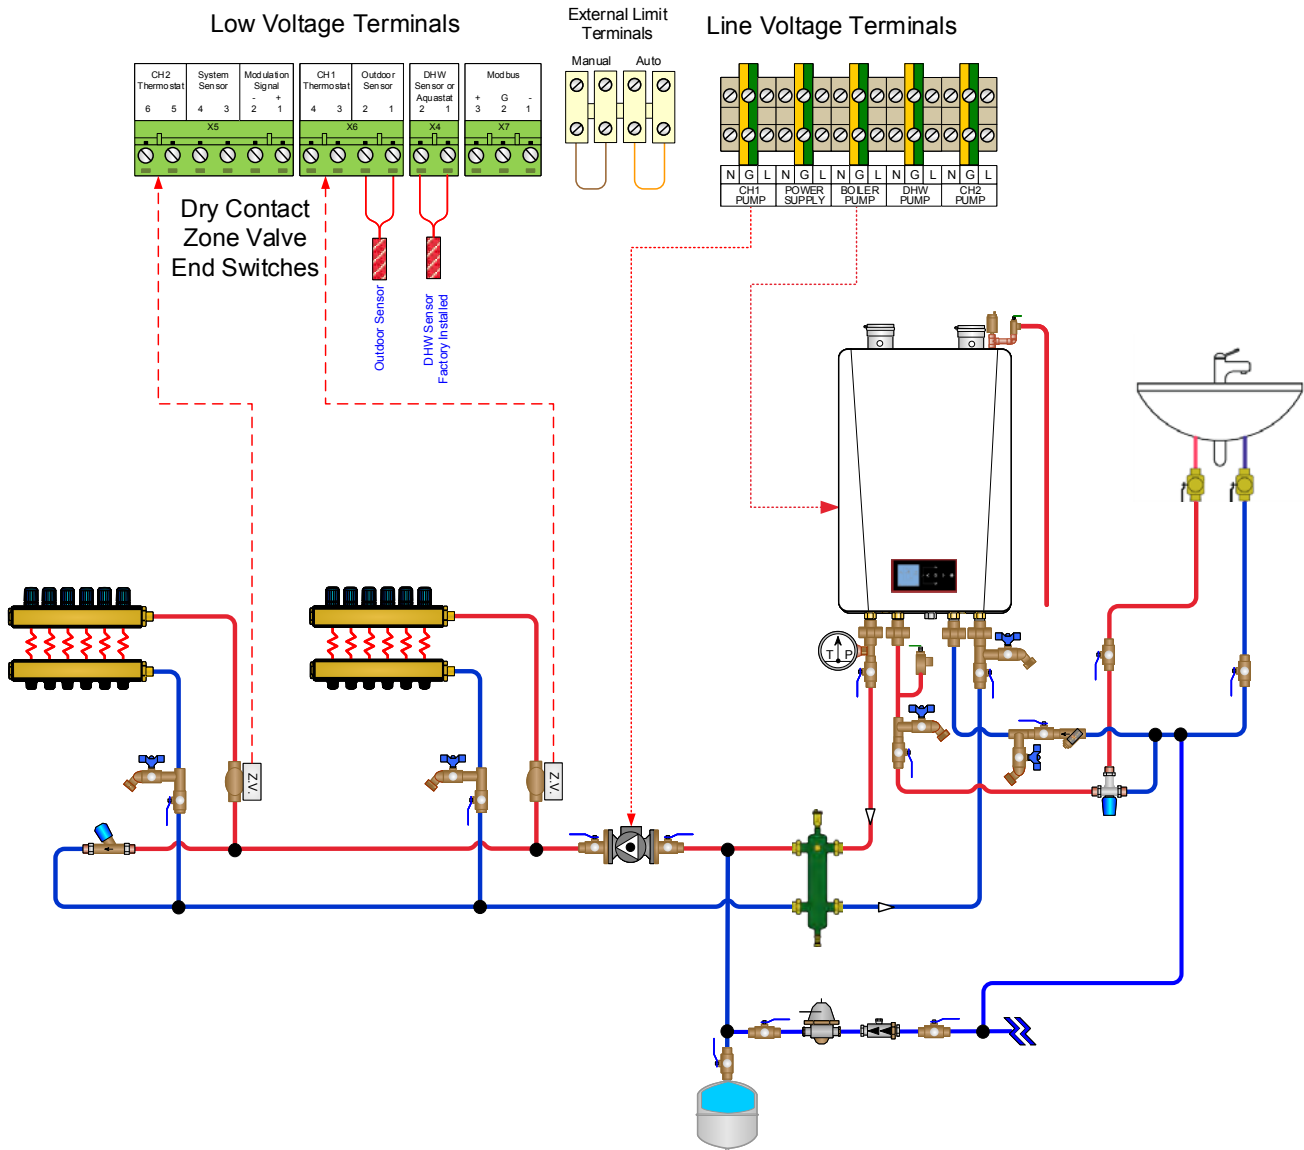 Low Voltage Terminals
External Limit
Terminals
Line Voltage Terminals
Manual Auto
CH2
Thermostat
6 5
System
Sensor
4 3
Modulation
Signal
- +
2 1
X5
CH1
Thermostat
4 3
Outdoor
Sensor
2 1
X6
DHW
Sensor or
Aquastat
2 1
X4
Modbus
+ G -
3 2 1
X7
N G L N G L N G L N G L N G L
CH1
PUMP
POWER
SUPPLY
BOILER
PUMP
DHW
PUMP
CH2
PUMP
Dry Contact
Zone Valve
End Switches
Outdoor Sensor
DHW Sensor
Factory Installed
T P
Z.V.
Z.V.